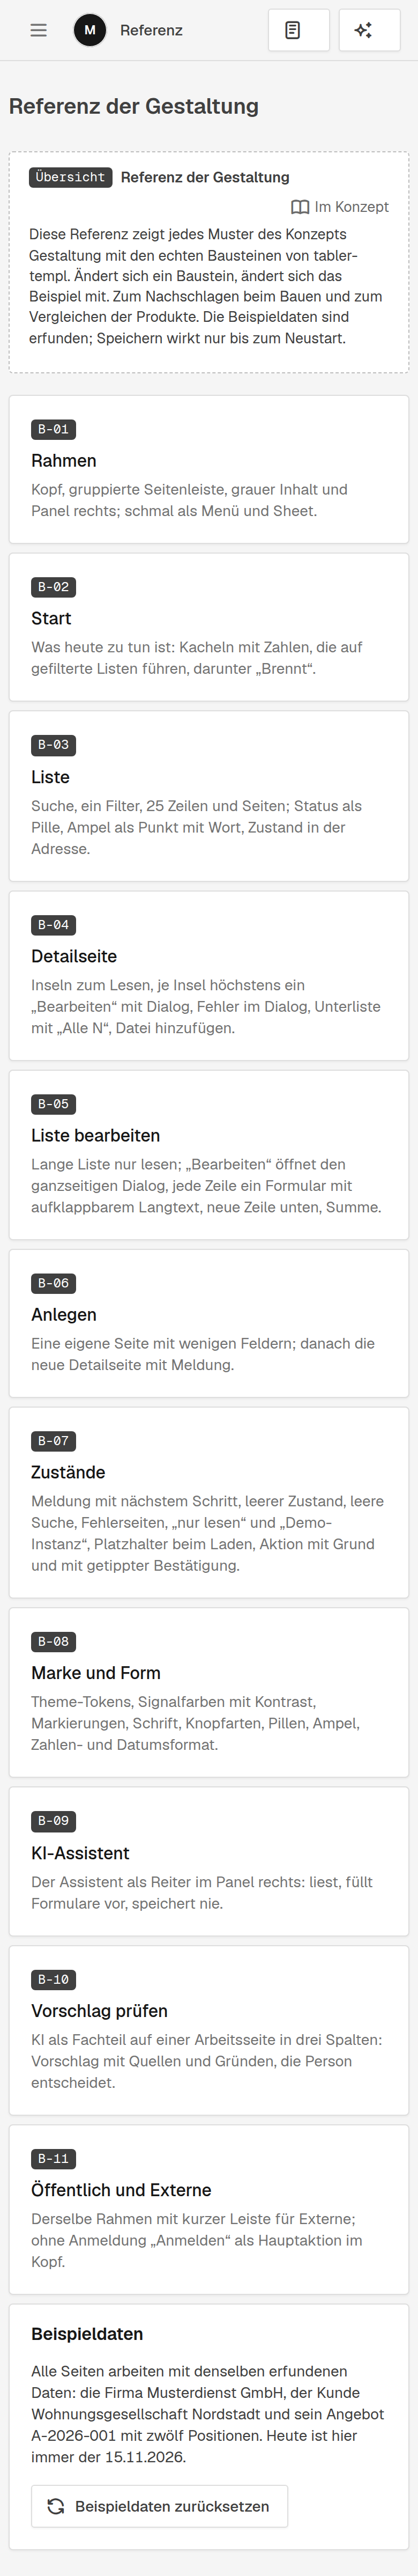 M Referenz
Referenz der Gestaltung
Übersicht Referenz der Gestaltung
Im Konzept
Diese Referenz zeigt jedes Muster des Konzepts
Gestaltung mit den echten Bausteinen von tabler-
templ. Ändert sich ein Baustein, ändert sich das
Beispiel mit. Zum Nachschlagen beim Bauen und zum
Vergleichen der Produkte. Die Beispieldaten sind
erfunden; Speichern wirkt nur bis zum Neustart.
B-01
Rahmen
Kopf, gruppierte Seitenleiste, grauer Inhalt und
Panel rechts; schmal als Menü und Sheet.
B-02
Start
Was heute zu tun ist: Kacheln mit Zahlen, die auf
gefilterte Listen führen, darunter „Brennt“.
B-03
Liste
Suche, ein Filter, 25 Zeilen und Seiten; Status als
Pille, Ampel als Punkt mit Wort, Zustand in der
Adresse.
B-04
Detailseite
Inseln zum Lesen, je Insel höchstens ein
„Bearbeiten“ mit Dialog, Fehler im Dialog, Unterliste
mit „Alle N“, Datei hinzufügen.
B-05
Liste bearbeiten
Lange Liste nur lesen; „Bearbeiten“ öffnet den
ganzseitigen Dialog, jede Zeile ein Formular mit
aufklappbarem Langtext, neue Zeile unten, Summe.
B-06
Anlegen
Eine eigene Seite mit wenigen Feldern; danach die
neue Detailseite mit Meldung.
B-07
Zustände
Meldung mit nächstem Schritt, leerer Zustand, leere
Suche, Fehlerseiten, „nur lesen“ und „Demo-
Instanz“, Platzhalter beim Laden, Aktion mit Grund
und mit getippter Bestätigung.
B-08
Marke und Form
Theme-Tokens, Signalfarben mit Kontrast,
Markierungen, Schrift, Knopfarten, Pillen, Ampel,
Zahlen- und Datumsformat.
B-09
KI-Assistent
Der Assistent als Reiter im Panel rechts: liest, füllt
Formulare vor, speichert nie.
B-10
Vorschlag prüfen
KI als Fachteil auf einer Arbeitsseite in drei Spalten:
Vorschlag mit Quellen und Gründen, die Person
entscheidet.
B-11
Öffentlich und Externe
Derselbe Rahmen mit kurzer Leiste für Externe;
ohne Anmeldung „Anmelden“ als Hauptaktion im
Kopf.
Beispieldaten
Alle Seiten arbeiten mit denselben erfundenen
Daten: die Firma Musterdienst GmbH, der Kunde
Wohnungsgesellschaft Nordstadt und sein Angebot
A-2026-001 mit zwölf Positionen. Heute ist hier
immer der 15.11.2026.
Beispieldaten zurücksetzen